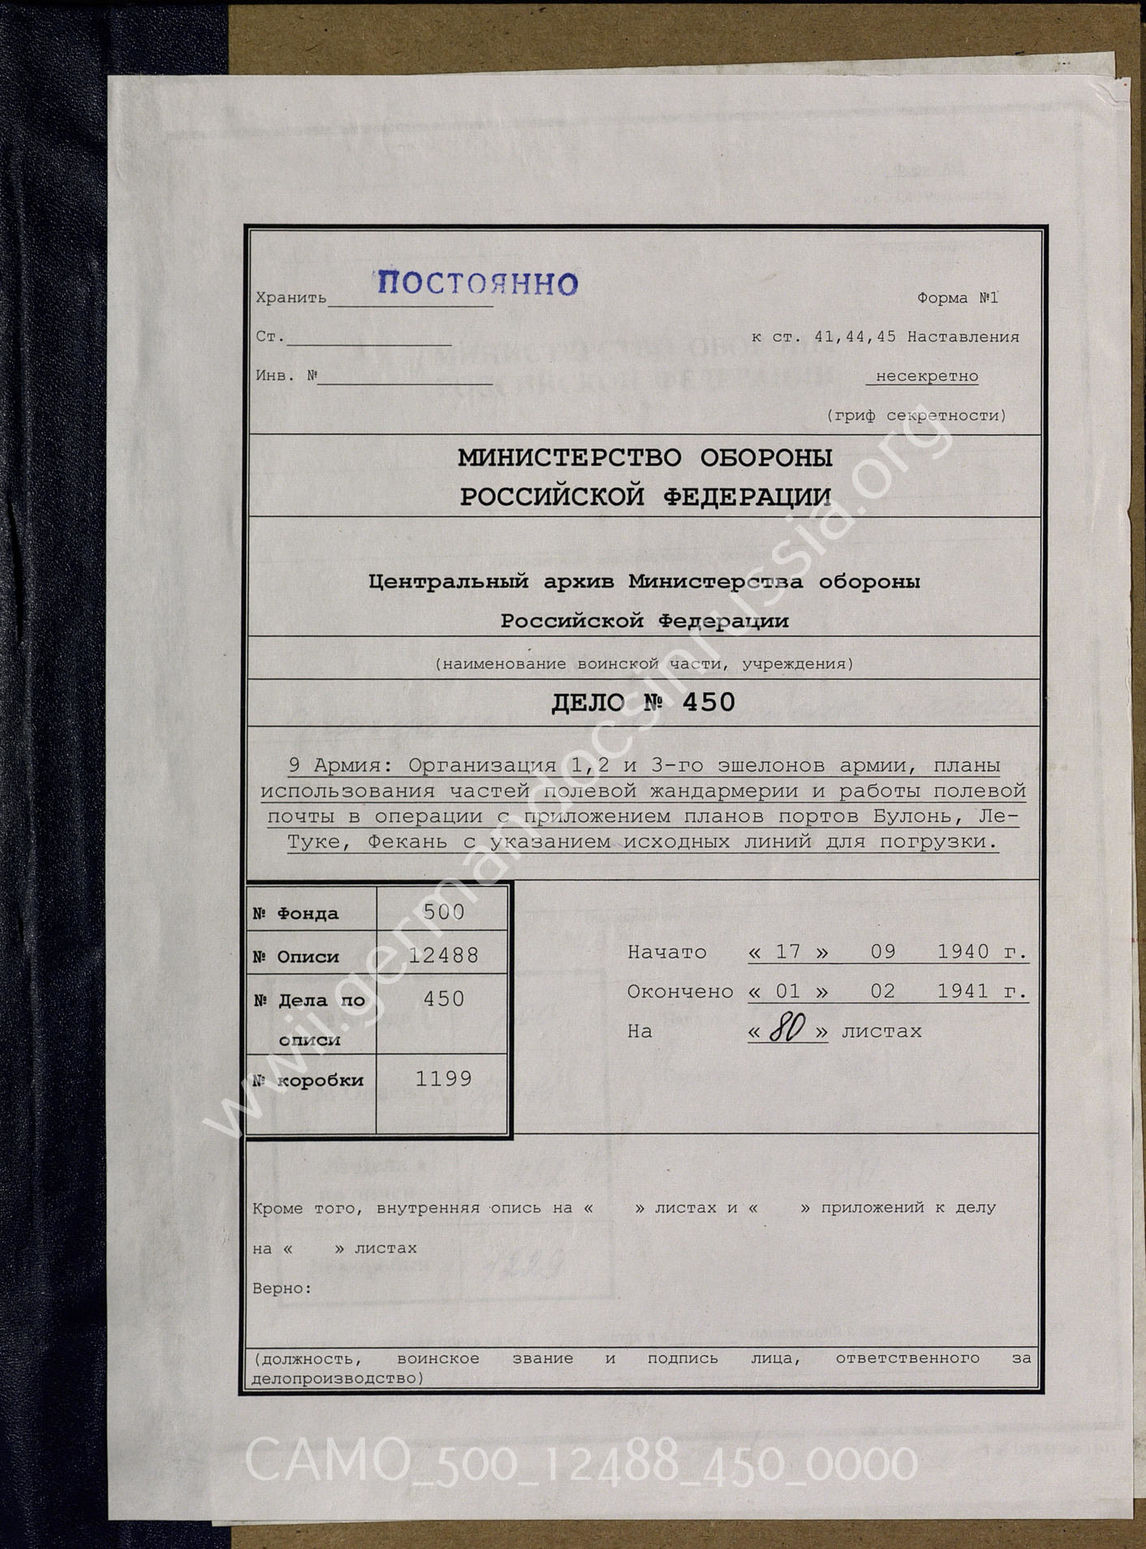 Хранить ПОСТОЯННО
Форма №1
Ст.
к ст. 41,44,45 Наставления
Инв. №
несекретно
(гриф секретности)
МИНИСТЕРСТВО ОБОРОНЫ
РОССИЙСКОЙ ФЕДЕРАЦИИ
Центральный архив Министерства обороны
Российской Федерации
(наименование воинской части, учреждения)
ДЕЛО № 450
9 Армия: Организация 1,2 и 3-го эшелонов армии, планы
использования частей полевой жандармерии и работы полевой
почты в операции с приложением планов портов Булонь, Ле-
Туке, Фекань с указанием исходных линий для погрузки.
№ Фонда 500
№ Описи 12488
№ Дела по 450
описи
№ коробки 1199
Начато « 17 » 09 1940 г.
Окончено « 01 » 02 1941 г.
На « 80 » листах
Кроме того, внутренняя опись на « » листах и « » приложений к делу
на « » листах
Верно:
(должность, воинское звание и подпись лица, ответственного за
делопроизводство)
wwii.germandocsinrussia.org
CAMO_500_12488_450_0000